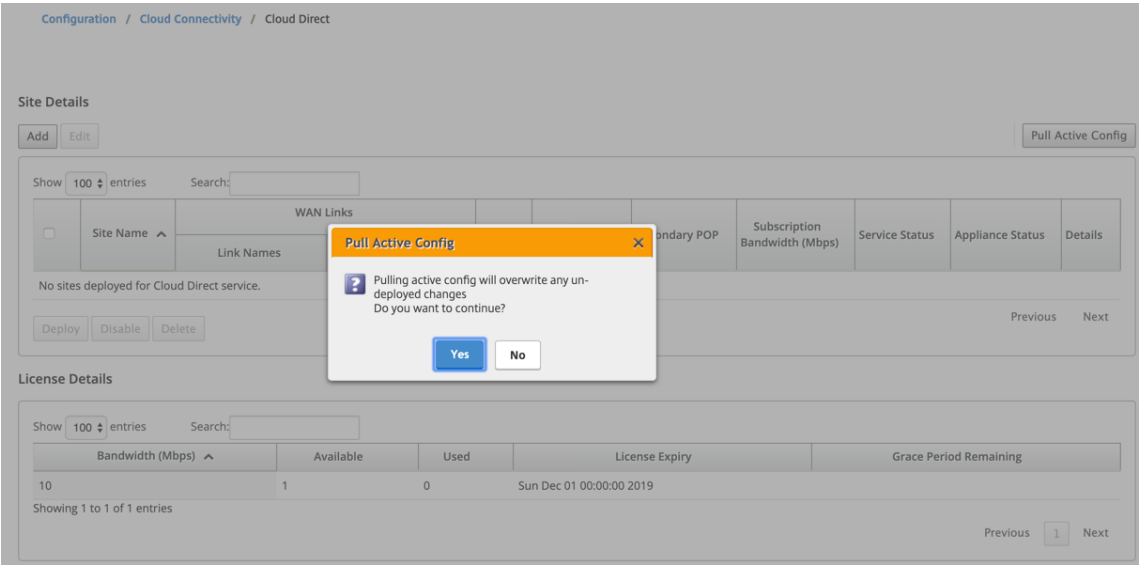 Configuration / Cloud Connectivity / Cloud Direct
Site Details
Add Edit Pull Active Config
Show 100 entries Search:
Site Name WAN Links Link Names ondary POP Subscription Bandwidth (Mbps) Service Status Appliance Status Details
No sites deployed for Cloud Direct service.
Previous Next
Deploy Disable Delete
Pull Active Config
?
Pulling active config will overwrite any un-
deployed changes
Do you want to continue?
Yes No
License Details
Show 100 entries Search:
Bandwidth (Mbps) Available Used License Expiry Grace Period Remaining
10 1 0 Sun Dec 01 00:00:00 2019
Showing 1 to 1 of 1 entries
Previous 1 Next